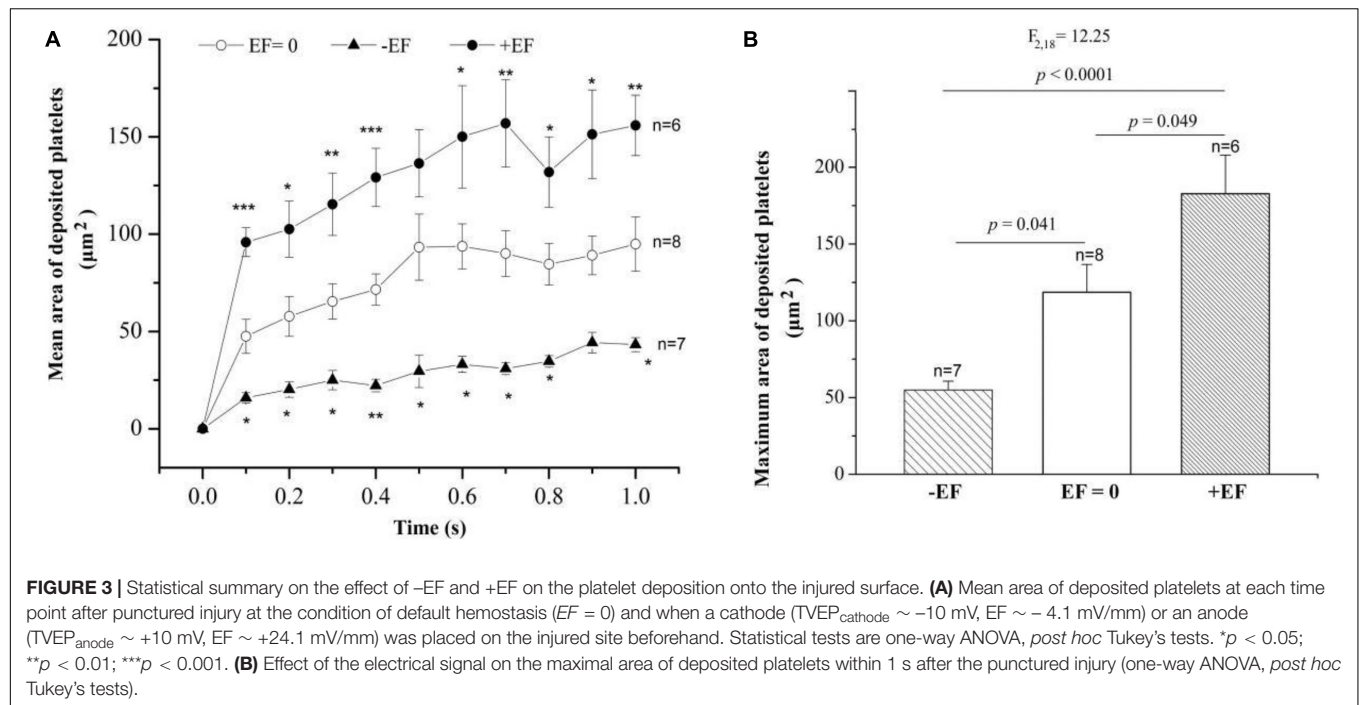 A
EF= 0 -EF +EF
200
150
100
50
0
Mean area of deposited platelets
(µm²)
* ** * **
*** * ** *** *
n=6
n=8
n=7
* * * ** * * * * *
0.0 0.2 0.4 0.6 0.8 1.0
Time (s)
B
F2,18= 12.25
p < 0.0001
p = 0.049
n=6
p = 0.041
n=8
n=7
Maximum area of deposited platelets
(µm²)
200
150
100
50
0
-EF EF = 0 +EF
FIGURE 3 | Statistical summary on the effect of –EF and +EF on the platelet deposition onto the injured surface. (A) Mean area of deposited platelets at each time
point after punctured injury at the condition of default hemostasis (EF = 0) and when a cathode (TVEPcathode ~ –10 mV, EF ~ – 4.1 mV/mm) or an anode
(TVEPanode ~ +10 mV, EF ~ +24.1 mV/mm) was placed on the injured site beforehand. Statistical tests are one-way ANOVA, post hoc Tukey's tests. *p < 0.05;
**p < 0.01; ***p < 0.001. (B) Effect of the electrical signal on the maximal area of deposited platelets within 1 s after the punctured injury (one-way ANOVA, post hoc
Tukey's tests).